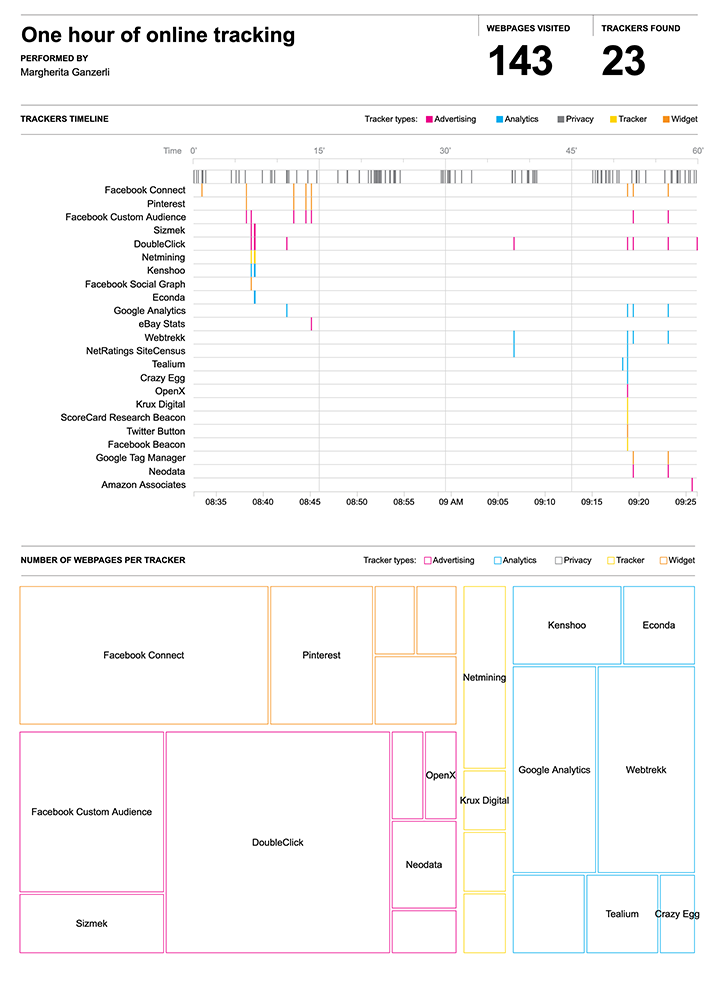 One hour of online tracking
PERFORMED BY
Margherita Ganzerli
WEBPAGES VISITED
143
TRACKERS FOUND
23
TRACKERS TIMELINE
Tracker types: Advertising Analytics Privacy Tracker Widget
Time 0' 15' 30' 45' 60'
Facebook Connect
Pinterest
Facebook Custom Audience
Sizmek
DoubleClick
Netmining
Kenshoo
Facebook Social Graph
Econda
Google Analytics
eBay Stats
Webtrekk
NetRatings SiteCensus
Tealium
Crazy Egg
OpenX
Krux Digital
ScoreCard Research Beacon
Twitter Button
Facebook Beacon
Google Tag Manager
Neodata
Amazon Associates
08:35 08:40 08:45 08:50 08:55 09 AM 09:05 09:10 09:15 09:20 09:25
NUMBER OF WEBPAGES PER TRACKER
Tracker types: Advertising Analytics Privacy Tracker Widget
Facebook Connect
Pinterest
Facebook Custom Audience
DoubleClick
OpenX
Neodata
Sizmek
Netmining
Krux Digital
Kenshoo
Econda
Google Analytics
Webtrekk
Tealium
Crazy Egg